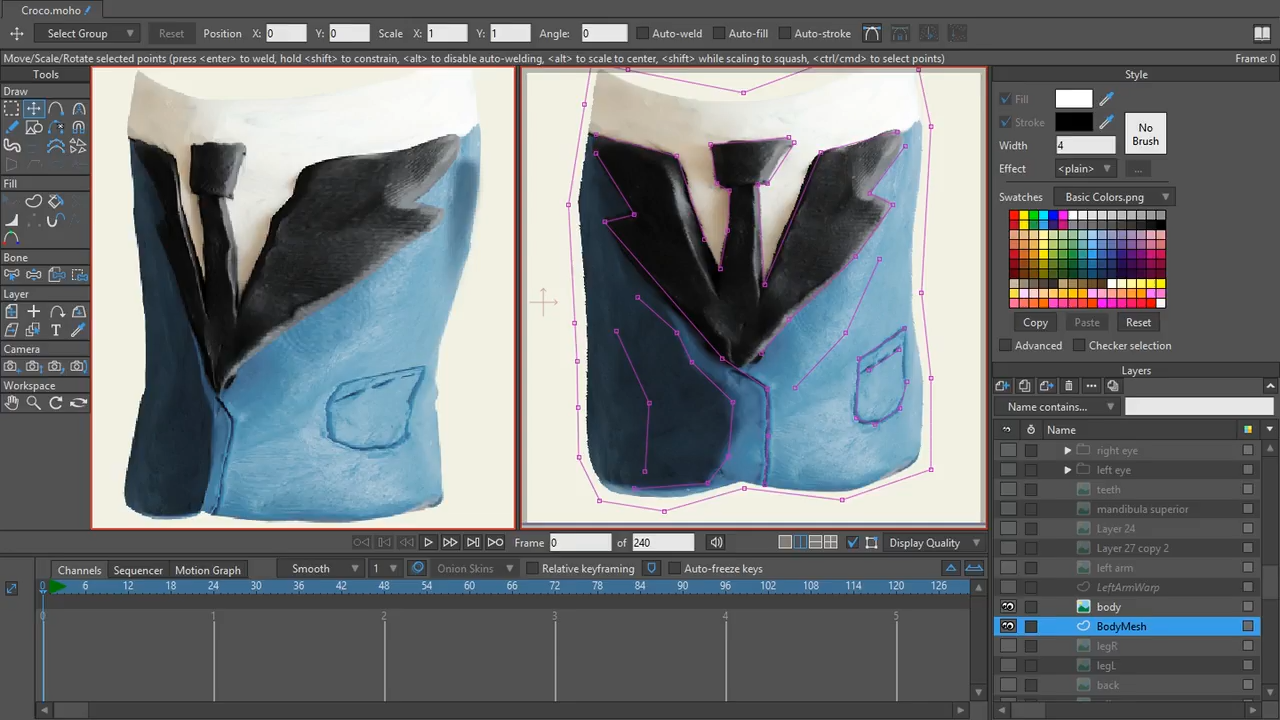 Croco.moho
Select Group Reset Position X: 0 Y: 0 Scale X: 1 Y: 1 Angle: 0 Auto-weld Auto-fill Auto-stroke
Move/Scale/Rotate selected points (press <enter> to weld, hold <shift> to constrain, <alt> to disable auto-welding, <alt> to scale to center, <shift> while scaling to squash, <ctrl/cmd> to select points) Frame: 0
Tools
Draw
Fill
Bone
Layer
Camera
Workspace
Style
Fill
Stroke
No Brush
Width 4
Effect <plain> ...
Swatches Basic Colors.png
Copy Paste Reset
Advanced Checker selection
Layers
Name contains...
Name
right eye
left eye
teeth
mandibula superior
Layer 24
Layer 27 copy 2
left arm
LeftArmWarp
body
BodyMesh
legR
legL
back
Frame 0 of 240 Display Quality
Channels Sequencer Motion Graph Smooth 1 Onion Skins Relative keyframing Auto-freeze keys
0 6 12 18 24 30 36 42 48 54 60 66 72 78 84 90 96 102 108 114 120 126
0 1 2 3 4 5